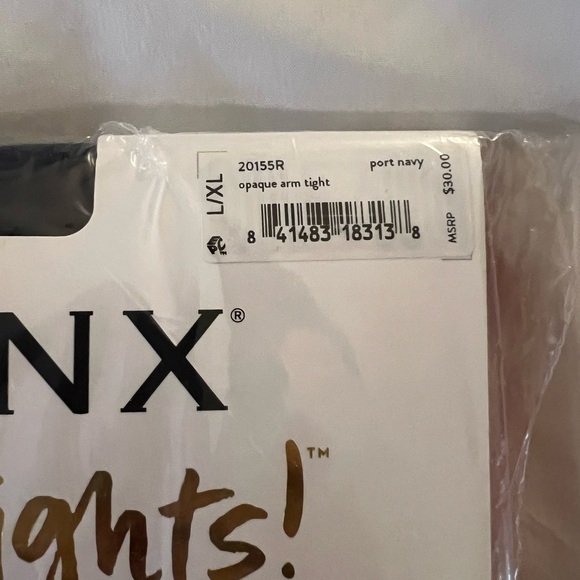 L/XL
20155R port navy
opaque arm tight
MSRP $30.00
8 41483 18313 8
NX®
ights!™